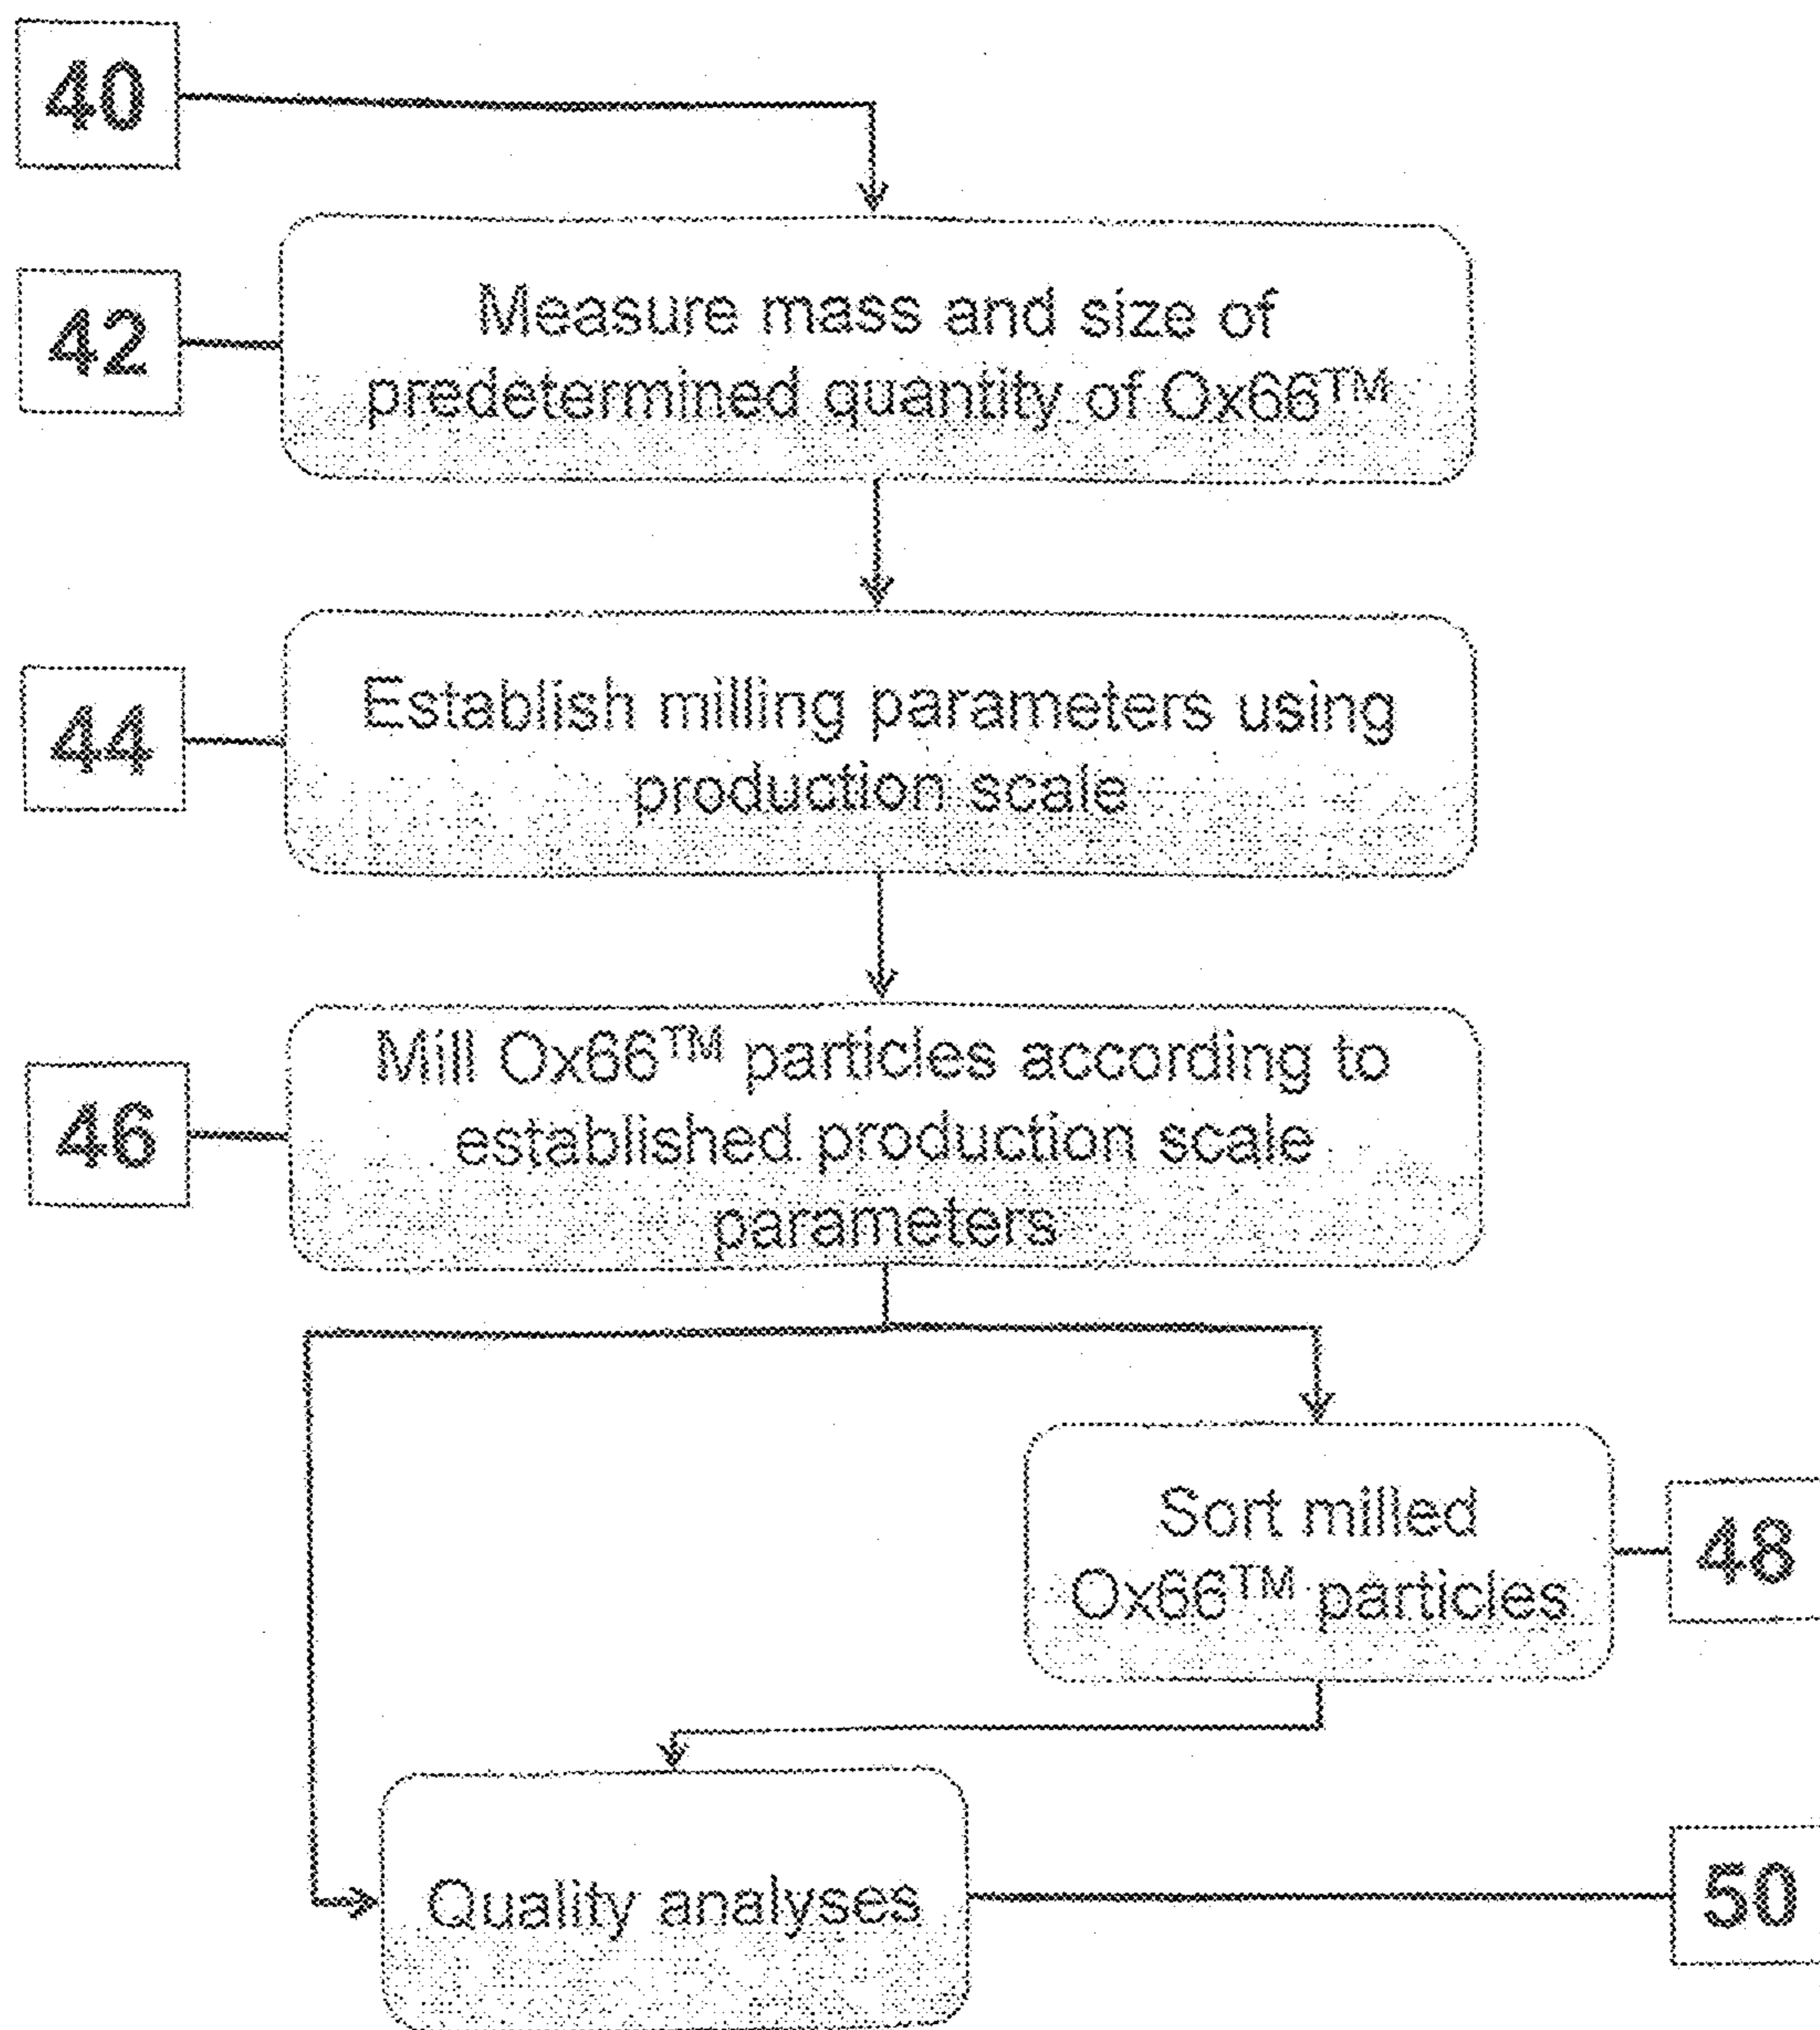 40
42
Measure mass and size of
predetermined quantity of Ox66™
44
Establish milling parameters using
production scale
46
Mill Ox66™ particles according to
established production scale
parameters
Sort milled
Ox66™ particles
48
Quality analyses
50